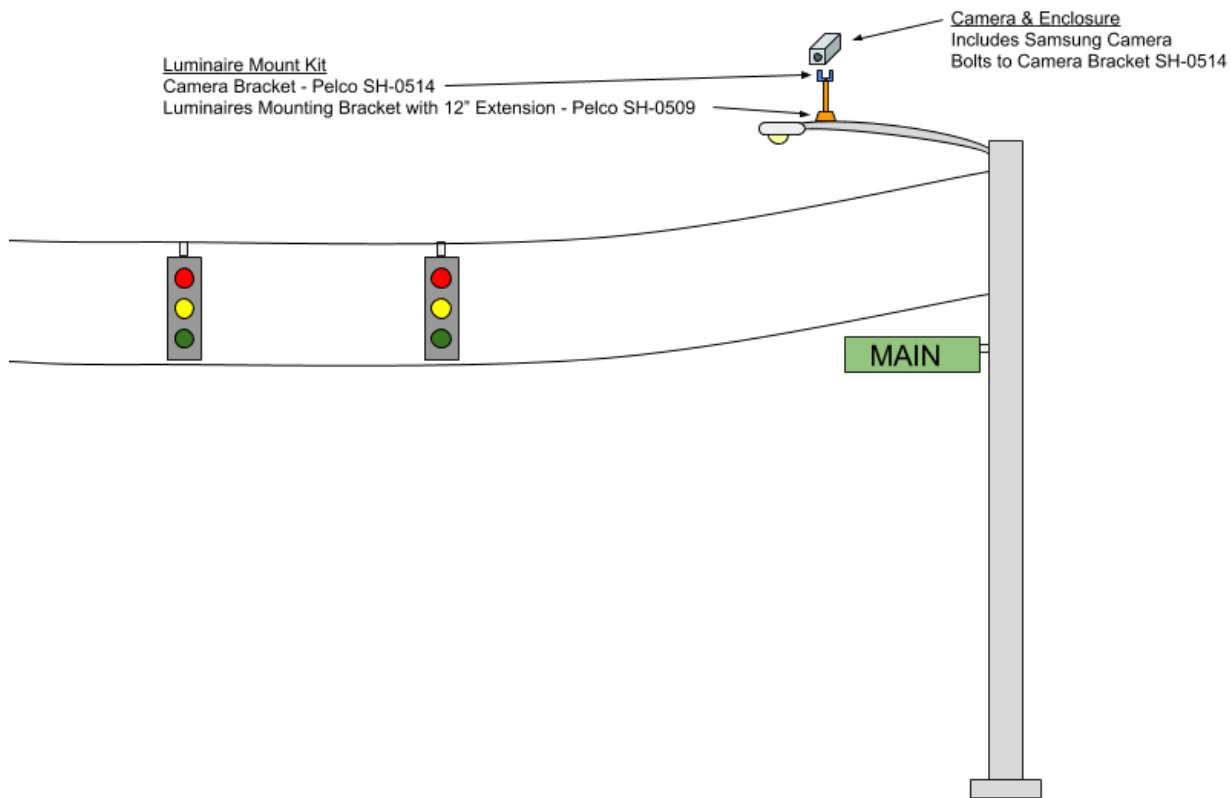 Camera & Enclosure
Includes Samsung Camera
Bolts to Camera Bracket SH-0514
Luminaire Mount Kit
Camera Bracket - Pelco SH-0514
Luminaires Mounting Bracket with 12” Extension - Pelco SH-0509
MAIN